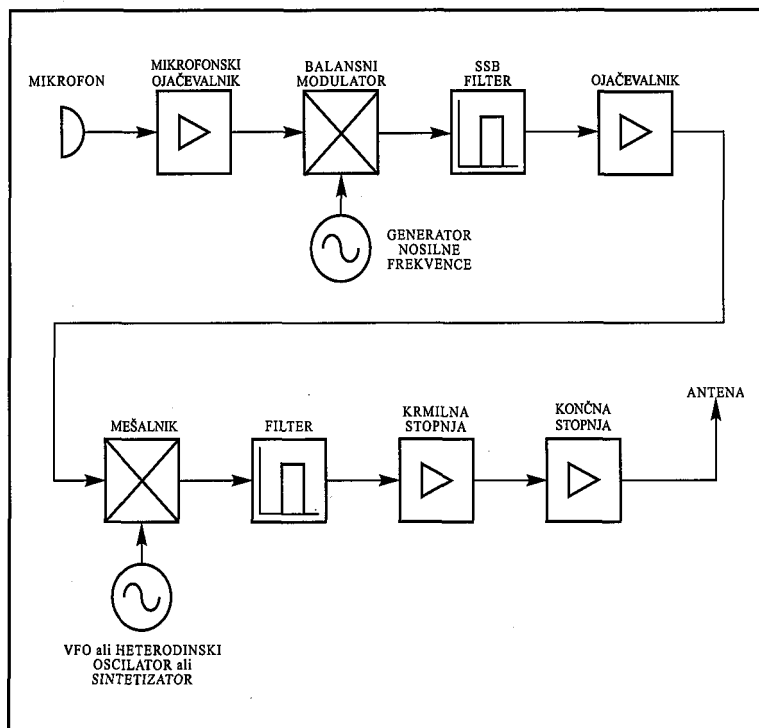 MIKROFON
MIKROFONSKI
OJAČEVALNIK
BALANSNI
MODULATOR
SSB
FILTER
OJAČEVALNIK
GENERATOR
NOSILNE
FREKVENCE
MEŠALNIK
FILTER
KRMILNA
STOPNJA
KONČNA
STOPNJA
ANTENA
VFO ali HETERODINSKI
OSCILATOR ali
SINTETIZATOR